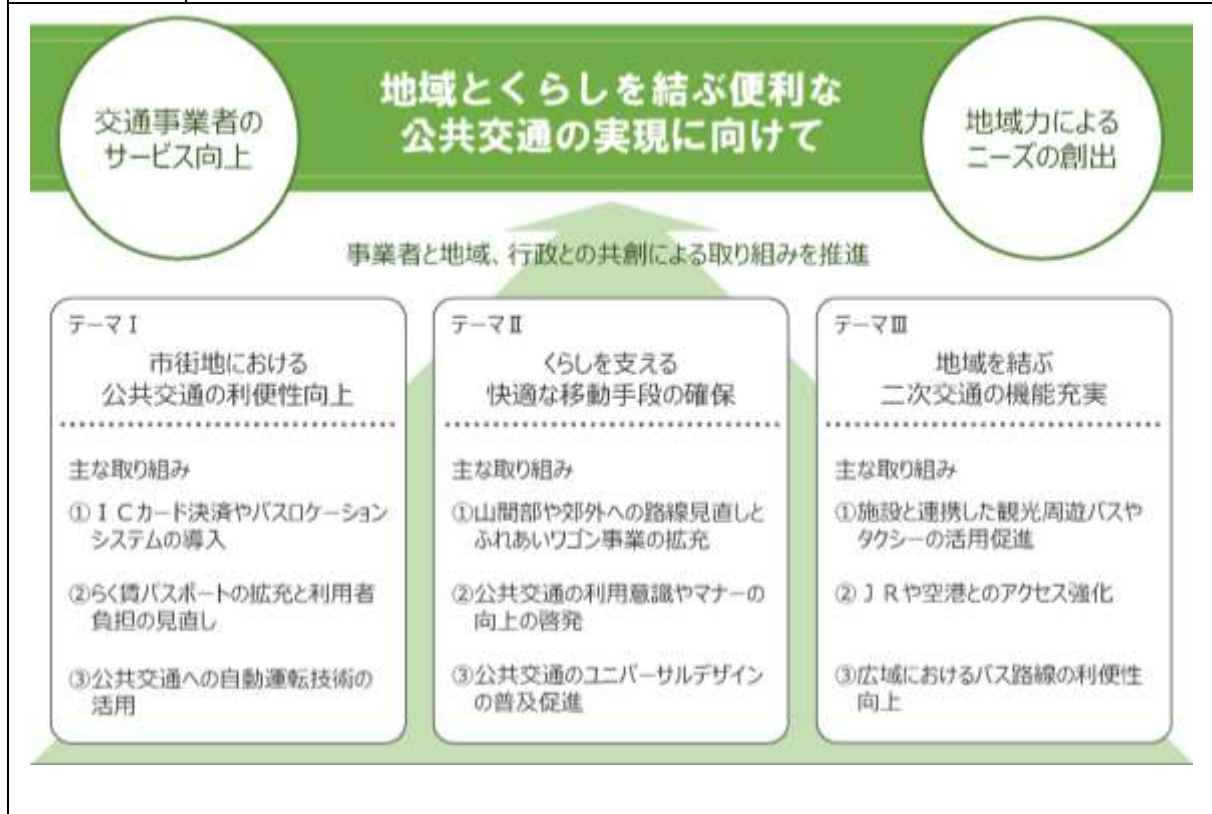 交通事業者の
サービス向上
地域とくらしを結ぶ便利な
公共交通の実現に向けて
地域力による
ニーズの創出
事業者と地域、行政との共創による取り組みを推進
テーマⅠ
市街地における
公共交通の利便性向上
主な取り組み
①ＩＣカード決済やバスロケーション
システムの導入
②らく賃パスポートの拡充と利用者
負担の見直し
③公共交通への自動運転技術の
活用
テーマⅡ
くらしを支える
快適な移動手段の確保
主な取り組み
①山間部や郊外への路線見直しと
ふれあいワゴン事業の拡充
②公共交通の利用意識やマナーの
向上の啓発
③公共交通のユニバーサルデザイン
の普及促進
テーマⅢ
地域を結ぶ
二次交通の機能充実
主な取り組み
①施設と連携した観光周遊バスや
タクシーの活用促進
②ＪＲや空港とのアクセス強化
③広域におけるバス路線の利便性
向上